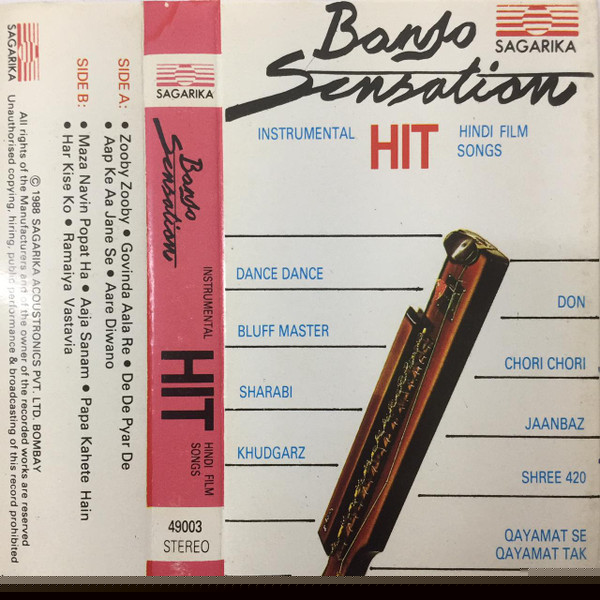 SAGARIKA
SIDE A:
• Zooby Zooby • Govinda Aala Re • De De Pyar De
• Aap Ke Aa Jane Se • Aare Diwano
SIDE B:
• Maza Navin Popat Ha • Aaja Sanam • Papa Kahete Hain
• Har Kise Ko • Ramaiya Vastavia
© 1988 SAGARIKA ACOUSTRONICS PVT. LTD. BOMBAY
All rights of the Manufacturers and of the owner of the recorded works are reserved
Unauthorised copying, hiring, public performance & broadcasting of this record prohibited
SAGARIKA
Banjo
Sensation
INSTRUMENTAL
HIT
HINDI FILM
SONGS
49003
STEREO
Banjo
Sensation
SAGARIKA
INSTRUMENTAL
HIT
HINDI FILM
SONGS
DANCE DANCE
BLUFF MASTER
SHARABI
KHUDGARZ
DON
CHORI CHORI
JAANBAZ
SHREE 420
QAYAMAT SE
QAYAMAT TAK